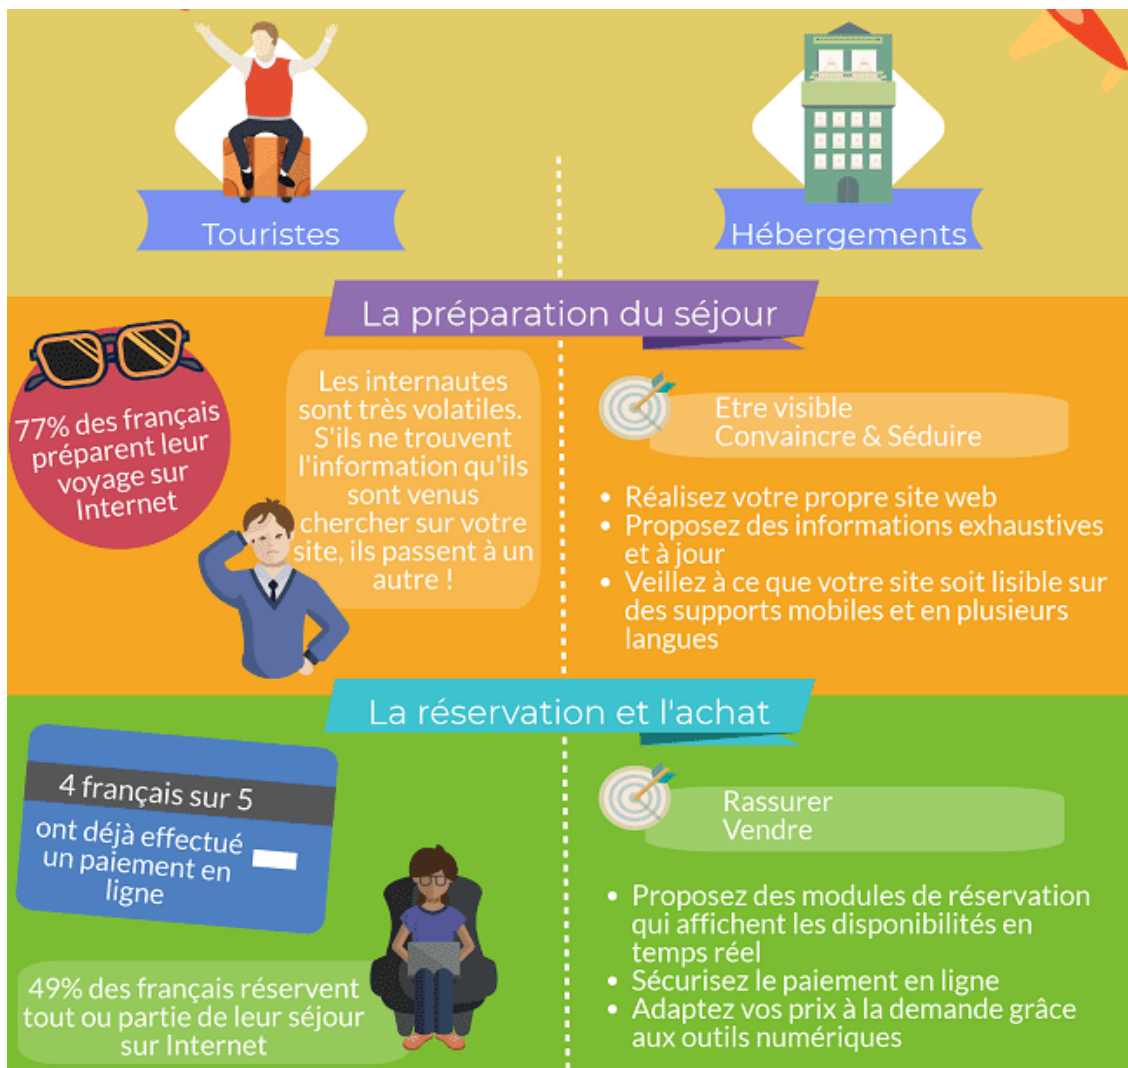 Touristes
Hébergements
La préparation du séjour
77% des français
préparent leur
voyage sur
Internet
Les internautes
sont très volatiles.
S'ils ne trouvent
l'information qu'ils
sont venus
chercher sur votre
site, ils passent à un
autre !
Etre visible
Convaincre & Séduire
• Réalisez votre propre site web
• Proposez des informations exhaustives
et à jour
• Veillez à ce que votre site soit lisible sur
des supports mobiles et en plusieurs
langues
La réservation et l'achat
4 français sur 5
ont déjà effectué
un paiement en
ligne
49% des français réservent
tout ou partie de leur séjour
sur Internet
Rassurer
Vendre
• Proposez des modules de réservation
qui affichent les disponibilités en
temps réel
• Sécurisez le paiement en ligne
• Adaptez vos prix à la demande grâce
aux outils numériques